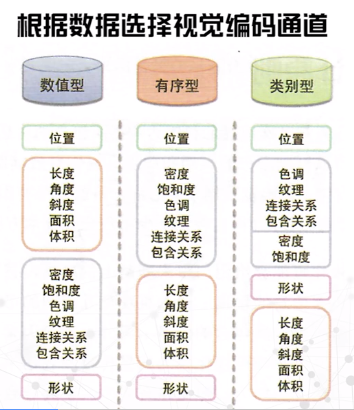 根据数据选择视觉编码通道
数值型
位置
长度
角度
斜度
面积
体积
密度
饱和度
色调
纹理
连接关系
包含关系
形状
有序型
位置
密度
饱和度
色调
纹理
连接关系
包含关系
长度
角度
斜度
面积
体积
形状
类别型
位置
色调
纹理
连接关系
包含关系
密度
饱和度
形状
长度
角度
斜度
面积
体积